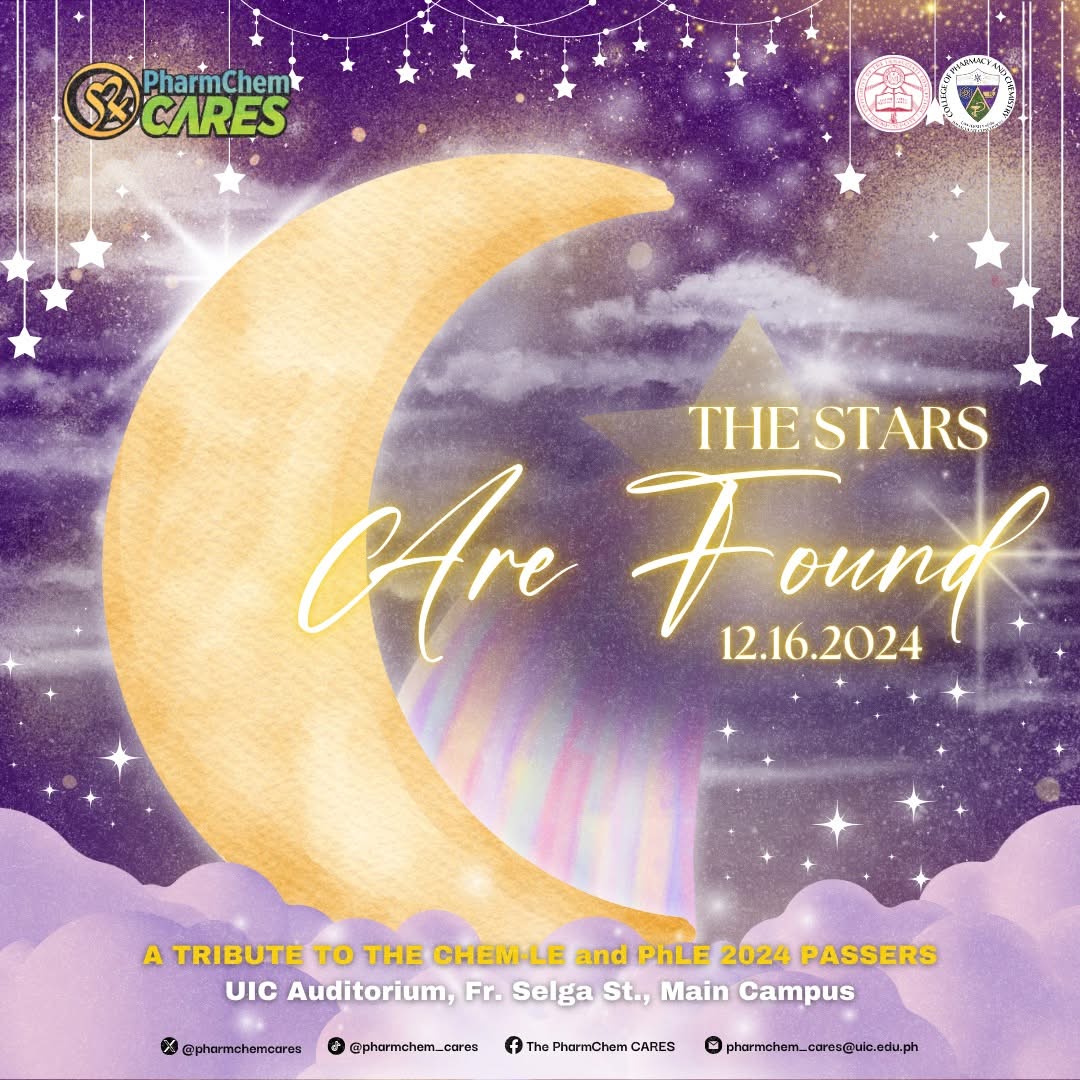 PharmChem
CARES
COLLEGE OF PHARMACY AND CHEMISTRY
THE STARS
Are Found
12.16.2024
A TRIBUTE TO THE CHEM-LE and PhLE 2024 PASSERS
UIC Auditorium, Fr. Selga St., Main Campus
@pharmchemcares
@pharmchem_cares
The PharmChem CARES
pharmchem_cares@uic.edu.ph